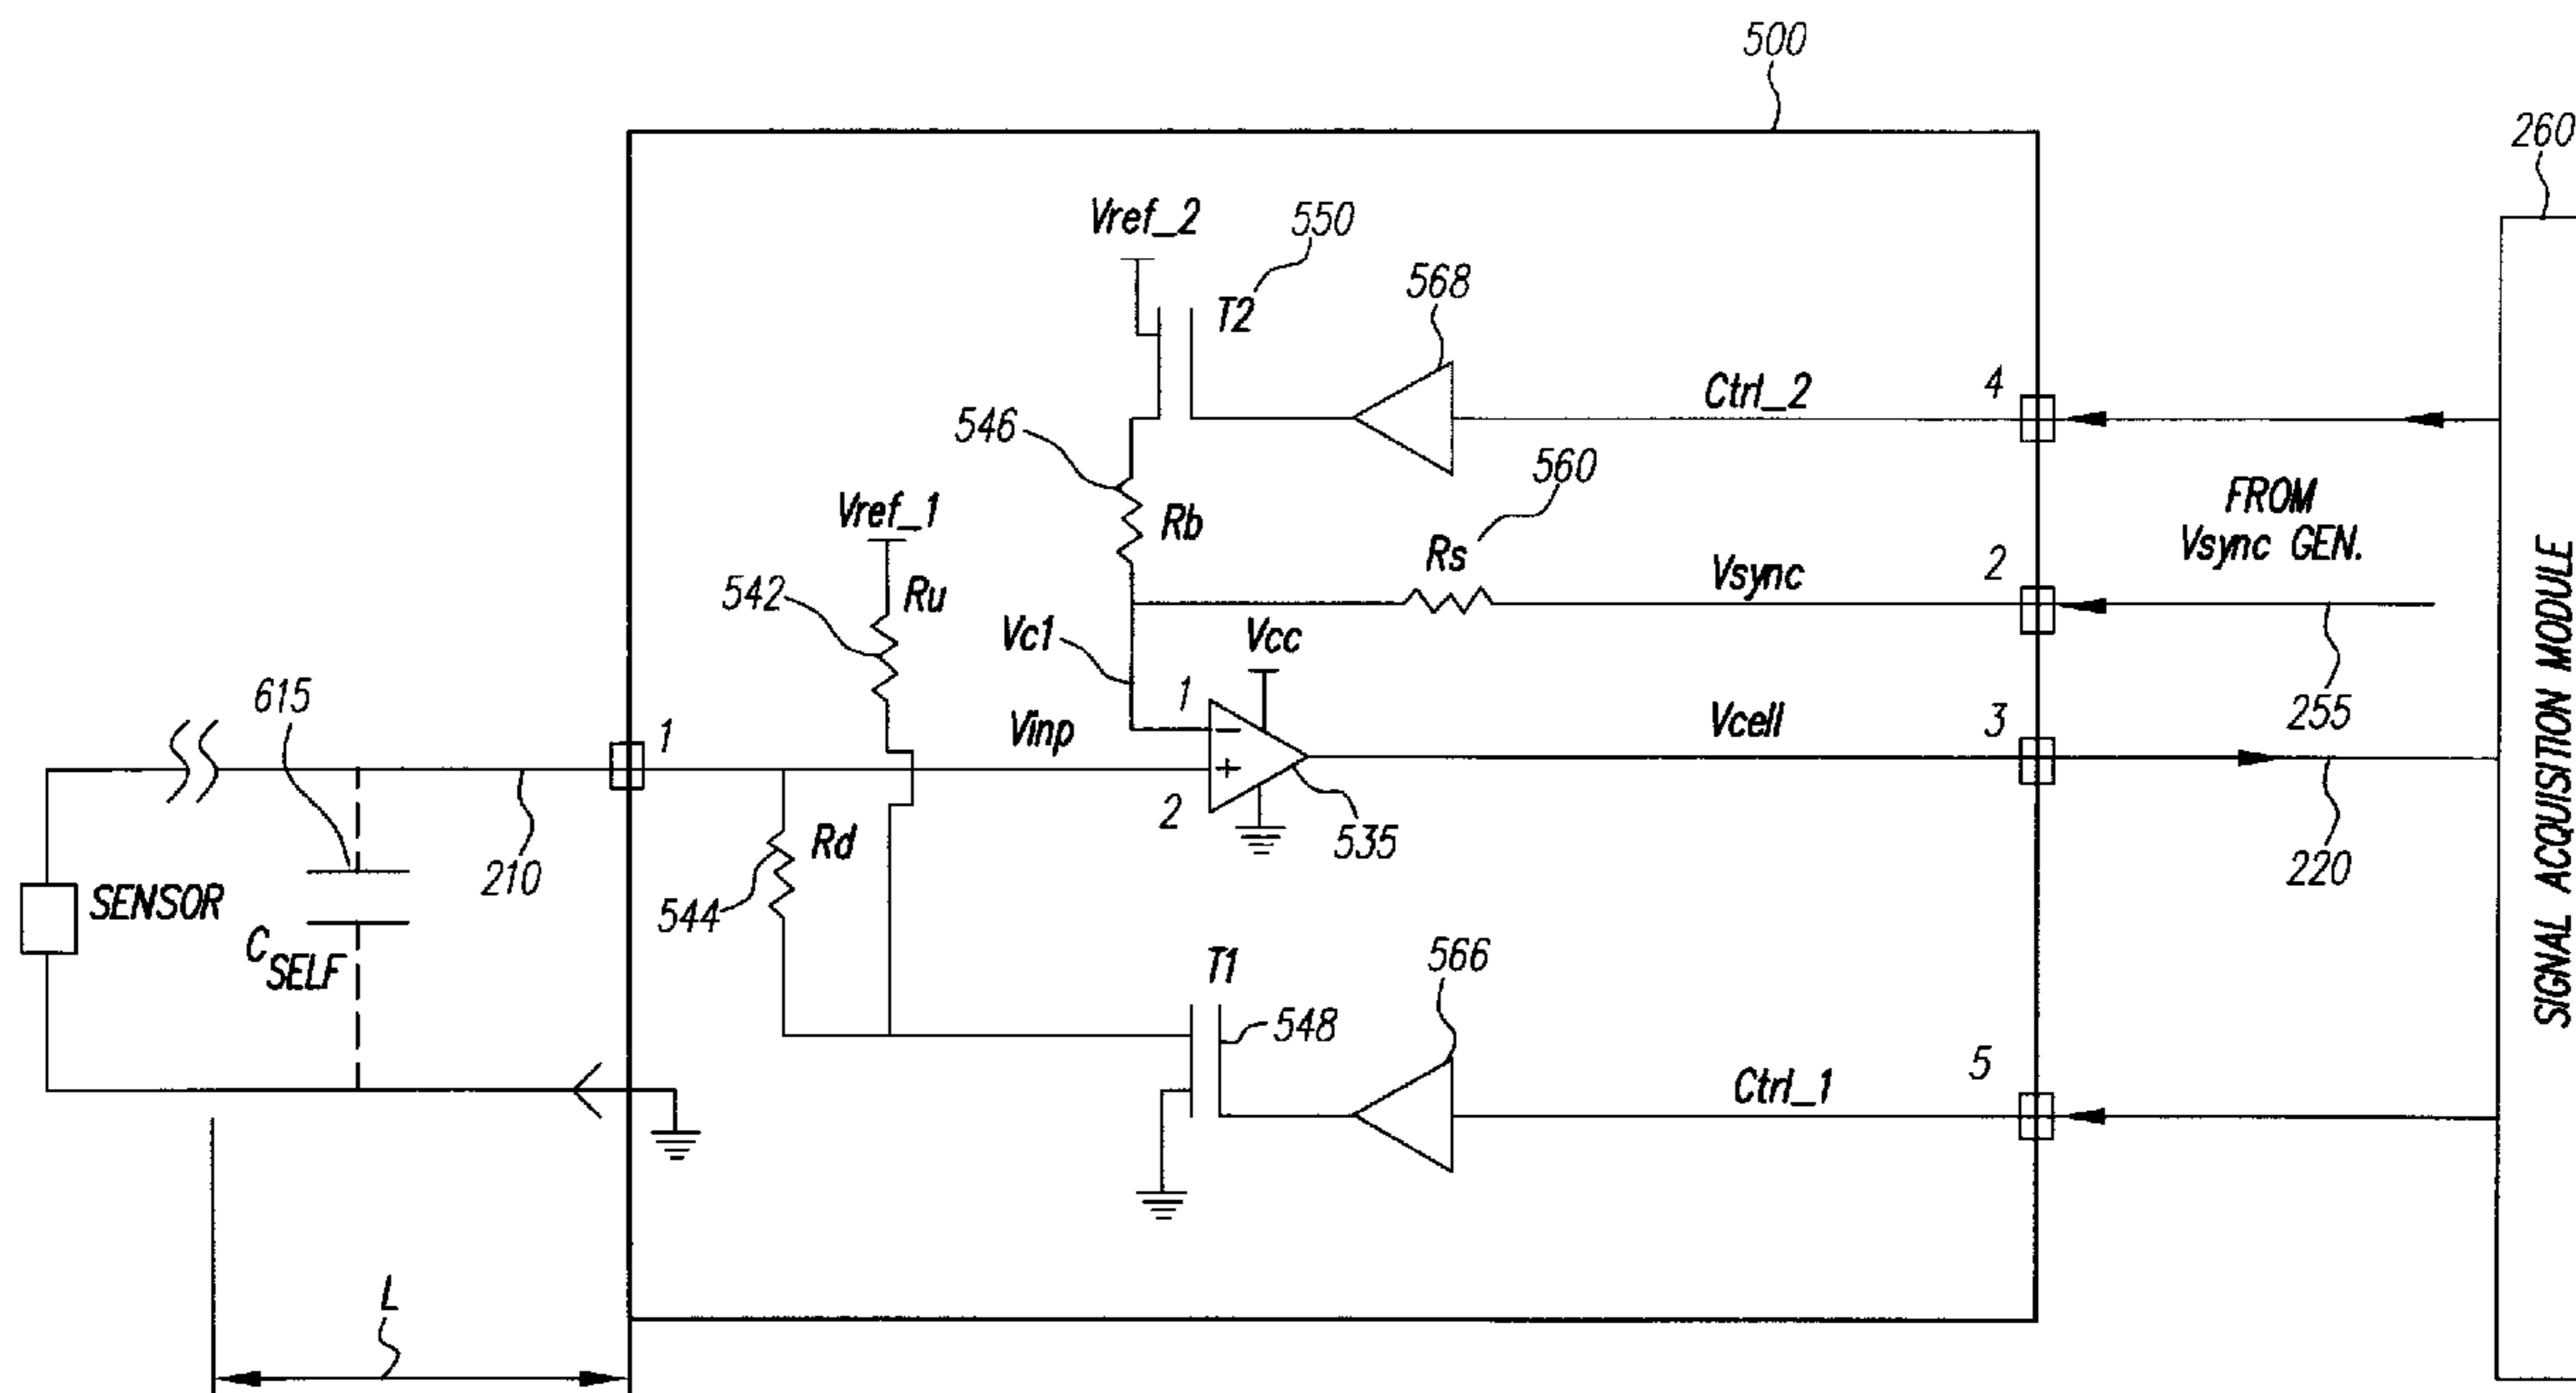 500
260
Vref_2
550
T2
568
Ctrl_2
4
546
Rb
560
Rs
FROM
Vsync GEN.
Vsync
2
Vref_1
542
Ru
Vc1
Vcc
1
615
1
Vinp
Vcell
3
255
2
535
220
210
Rd
544
SENSOR
C SELF
T1
548
566
Ctrl_1
5
SIGNAL ACQUISITION MODULE
L